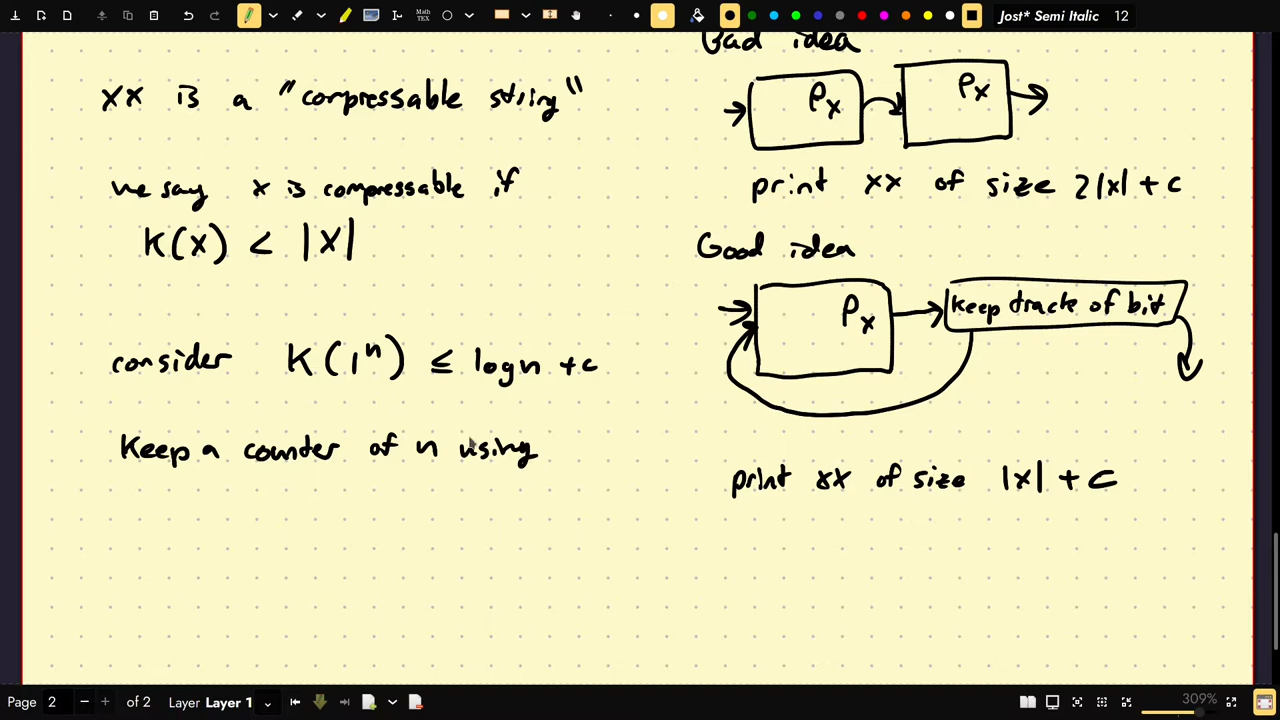 Jost* Semi Italic 12
xx is a "compressable string"
we say x is compressable if
K(X) < |X|
consider K(1ⁿ) ≤ logn + c
Keep a counter of n using
Bad idea
Pₓ Pₓ
print xx of size 2|x| + c
Good idea
Pₓ keep track of bit
print xx of size |x| + c
Page 2 of 2 Layer Layer 1 309%